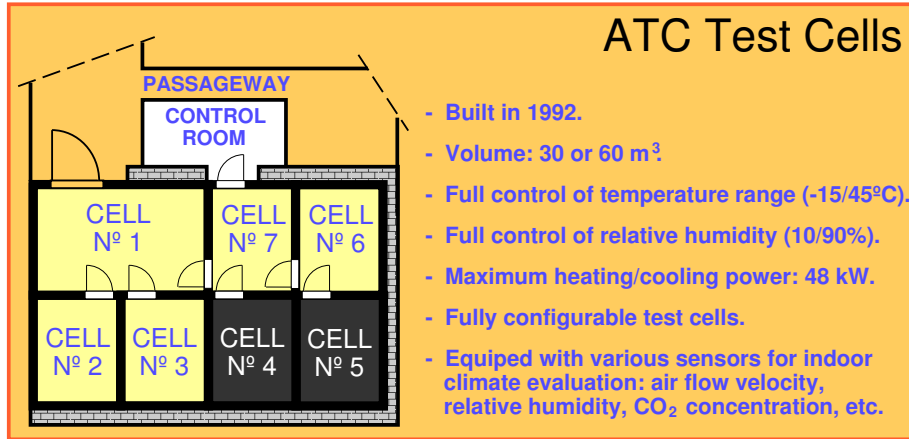 ATC Test Cells
PASSAGEWAY
CONTROL
ROOM
CELL
Nº 1
CELL
Nº 7
CELL
Nº 6
CELL
Nº 2
CELL
Nº 3
CELL
Nº 4
CELL
Nº 5
- Built in 1992.
- Volume: 30 or 60 m³.
- Full control of temperature range (-15/45ºC).
- Full control of relative humidity (10/90%).
- Maximum heating/cooling power: 48 kW.
- Fully configurable test cells.
- Equiped with various sensors for indoor
climate evaluation: air flow velocity,
relative humidity, CO₂ concentration, etc.